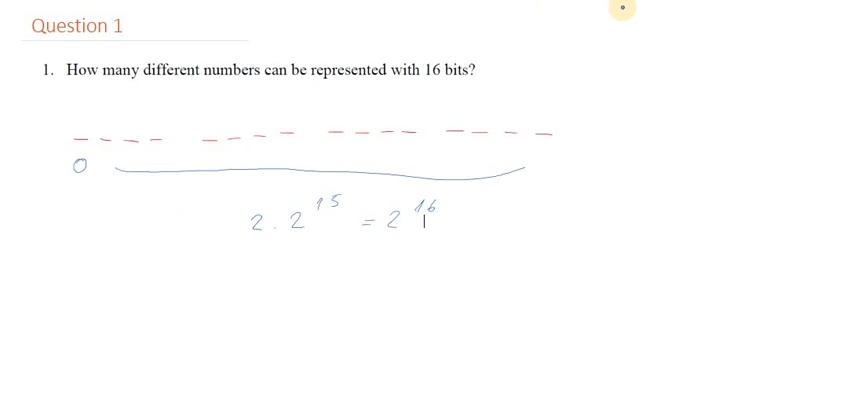 Question 1
1. How many different numbers can be represented with 16 bits?
0
2 . 2^15 = 2^16